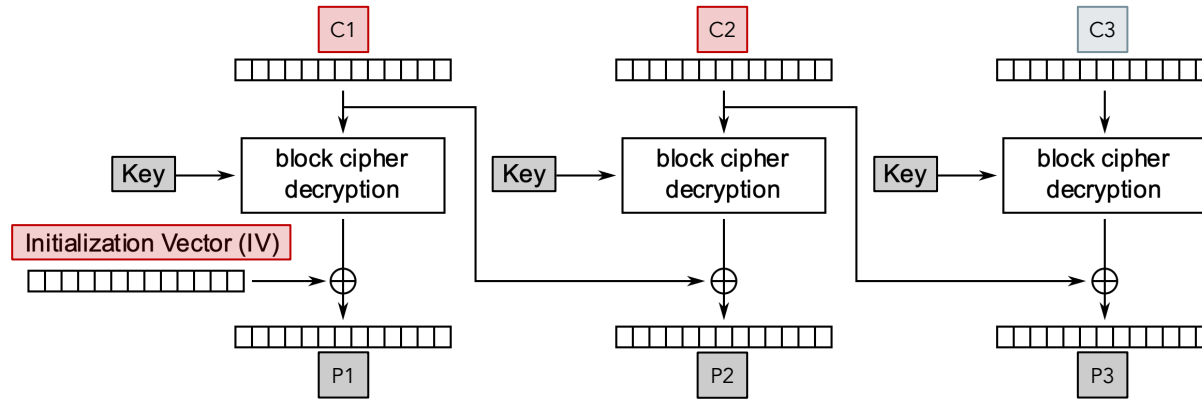 C1
C2
C3
Key
block cipher
decryption
Key
block cipher
decryption
Key
block cipher
decryption
Initialization Vector (IV)
P1
P2
P3